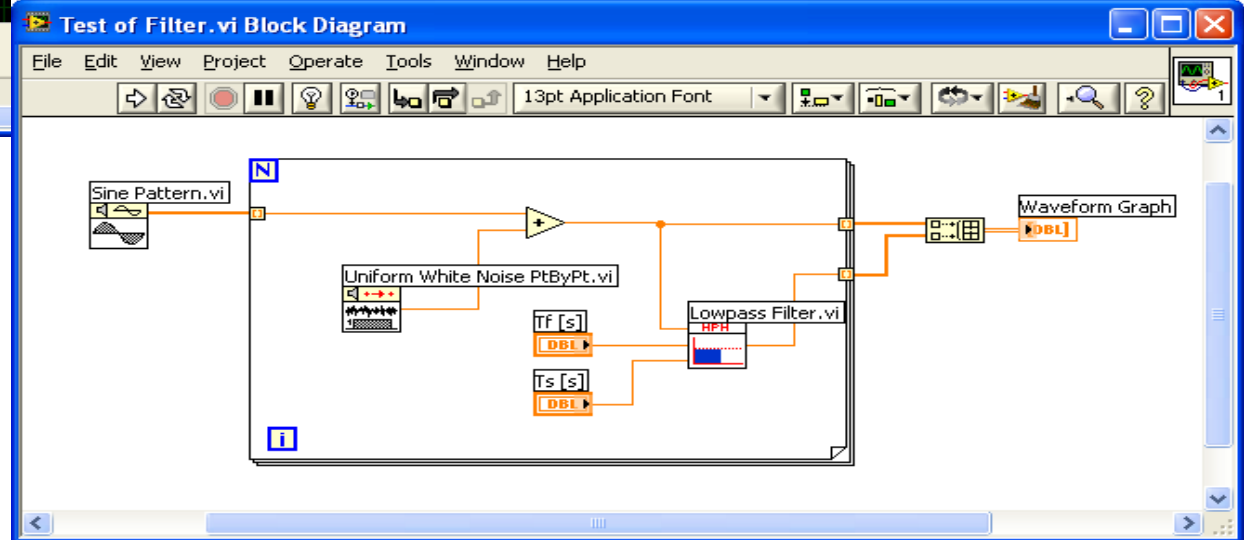 Test of Filter.vi Block Diagram
File Edit View Project Operate Tools Window Help
13pt Application Font
1
N
Sine Pattern.vi
Waveform Graph
DBL]
Uniform White Noise PtByPt.vi
Tf [s]
DBL
Lowpass Filter.vi
HPH
Ts [s]
DBL
i